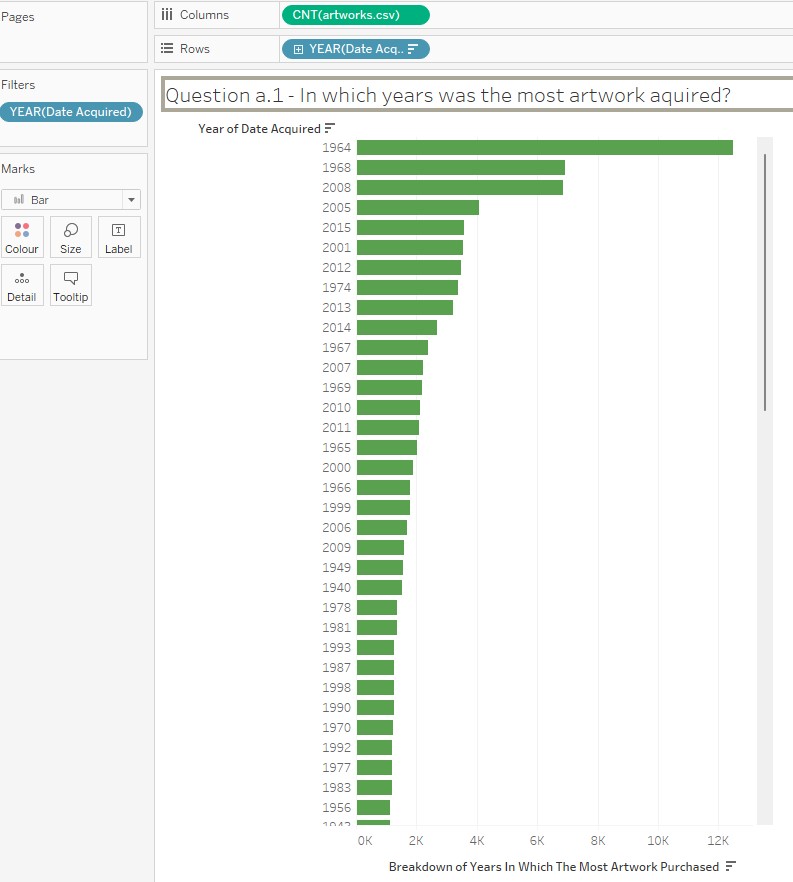 Pages
Columns
CNT(artworks.csv)
Rows
YEAR(Date Acq..
Filters
YEAR(Date Acquired)
Marks
Bar
Colour
Size
Label
Detail
Tooltip
Question a.1 - In which years was the most artwork aquired?
Year of Date Acquired
1964
1968
2008
2005
2015
2001
2012
1974
2013
2014
1967
2007
1969
2010
2011
1965
2000
1966
1999
2006
2009
1949
1940
1978
1981
1993
1987
1998
1990
1970
1992
1977
1983
1956
0K 2K 4K 6K 8K 10K 12K
Breakdown of Years In Which The Most Artwork Purchased